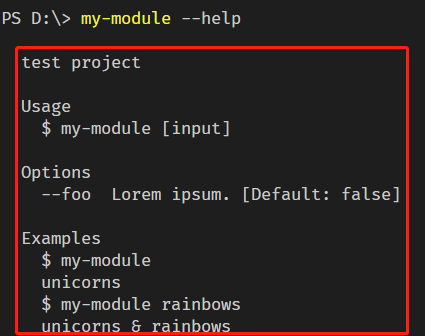 PS D:\> my-module --help
test project
Usage
$ my-module [input]
Options
--foo  Lorem ipsum. [Default: false]
Examples
$ my-module
unicorns
$ my-module rainbows
unicorns & rainbows